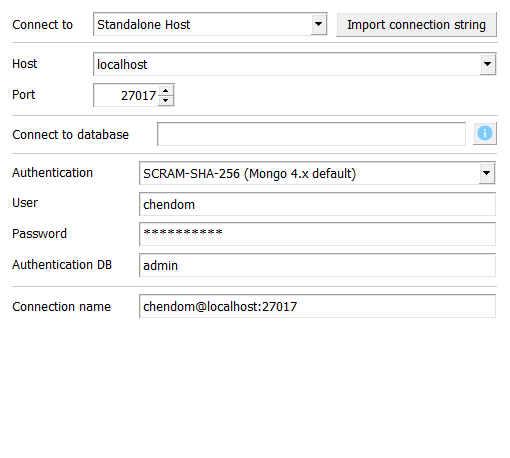 Connect to Standalone Host Import connection string
Host localhost
Port 27017
Connect to database
Authentication SCRAM-SHA-256 (Mongo 4.x default)
User chendom
Password **********
Authentication DB admin
Connection name chendom@localhost:27017